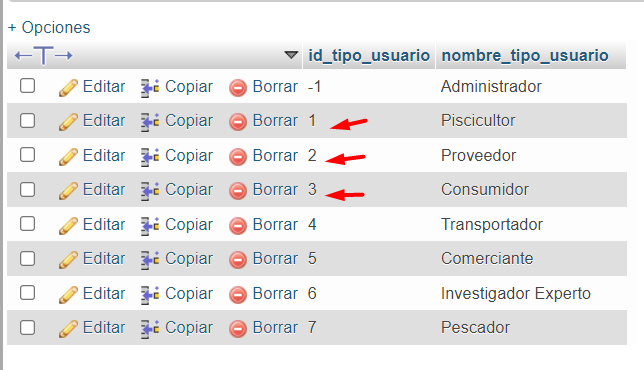 + Opciones
id_tipo_usuario nombre_tipo_usuario
Editar Copiar Borrar -1 Administrador
Editar Copiar Borrar 1 Piscicultor
Editar Copiar Borrar 2 Proveedor
Editar Copiar Borrar 3 Consumidor
Editar Copiar Borrar 4 Transportador
Editar Copiar Borrar 5 Comerciante
Editar Copiar Borrar 6 Investigador Experto
Editar Copiar Borrar 7 Pescador